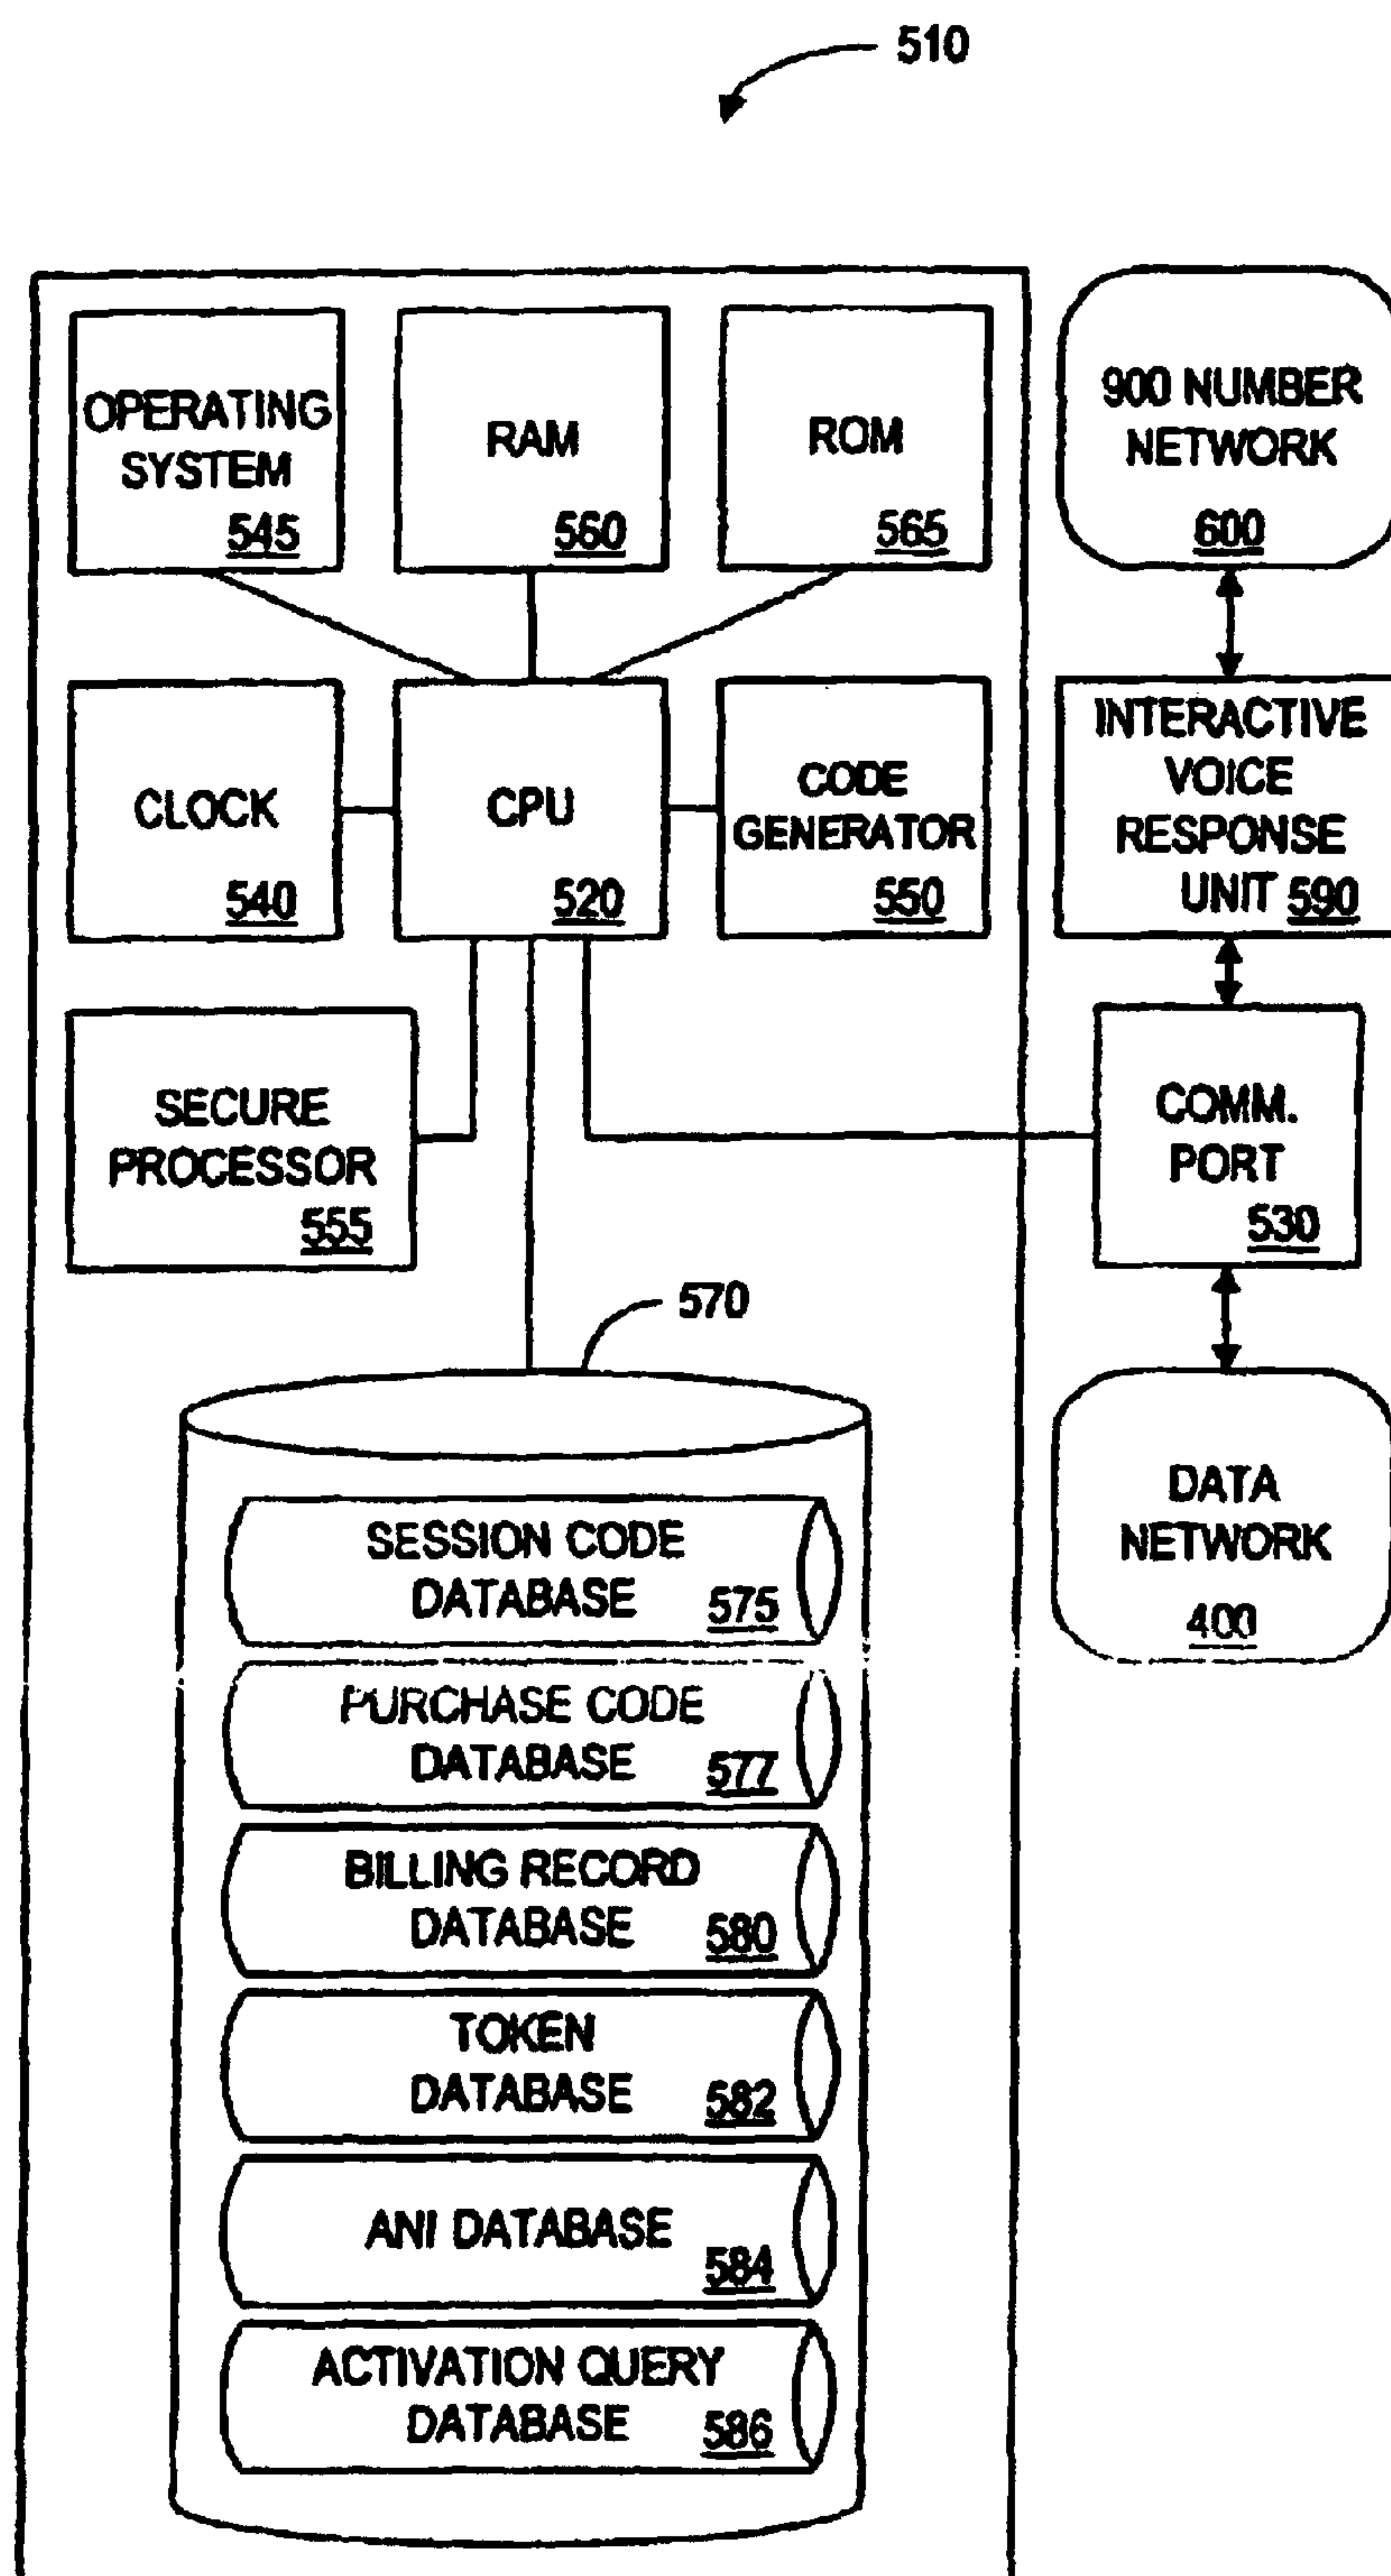 510
OPERATING
SYSTEM
545
RAM
560
ROM
565
900 NUMBER
NETWORK
600
CLOCK
540
CPU
520
CODE
GENERATOR
550
INTERACTIVE
VOICE
RESPONSE
UNIT 590
SECURE
PROCESSOR
555
COMM.
PORT
530
570
DATA
NETWORK
400
SESSION CODE
DATABASE 575
PURCHASE CODE
DATABASE 577
BILLING RECORD
DATABASE 580
TOKEN
DATABASE 582
ANI DATABASE
584
ACTIVATION QUERY
DATABASE 586